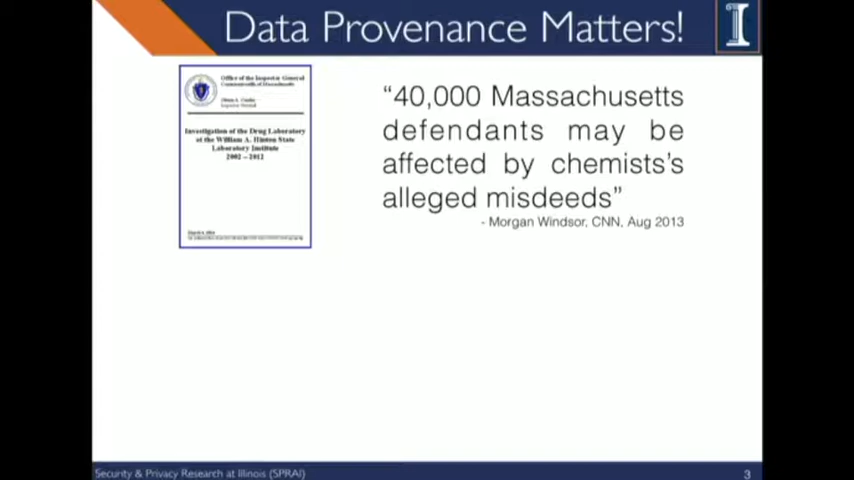 Data Provenance Matters!
Office of the Inspector General
Commonwealth of Massachusetts
Inspector General
Investigation of the Drug Laboratory
at the William A. Hinton State
Laboratory Institute
2002 – 2012
“40,000 Massachusetts
defendants may be
affected by chemists’s
alleged misdeeds”
- Morgan Windsor, CNN, Aug 2013
Security & Privacy Research at Illinois (SPRAI)
3